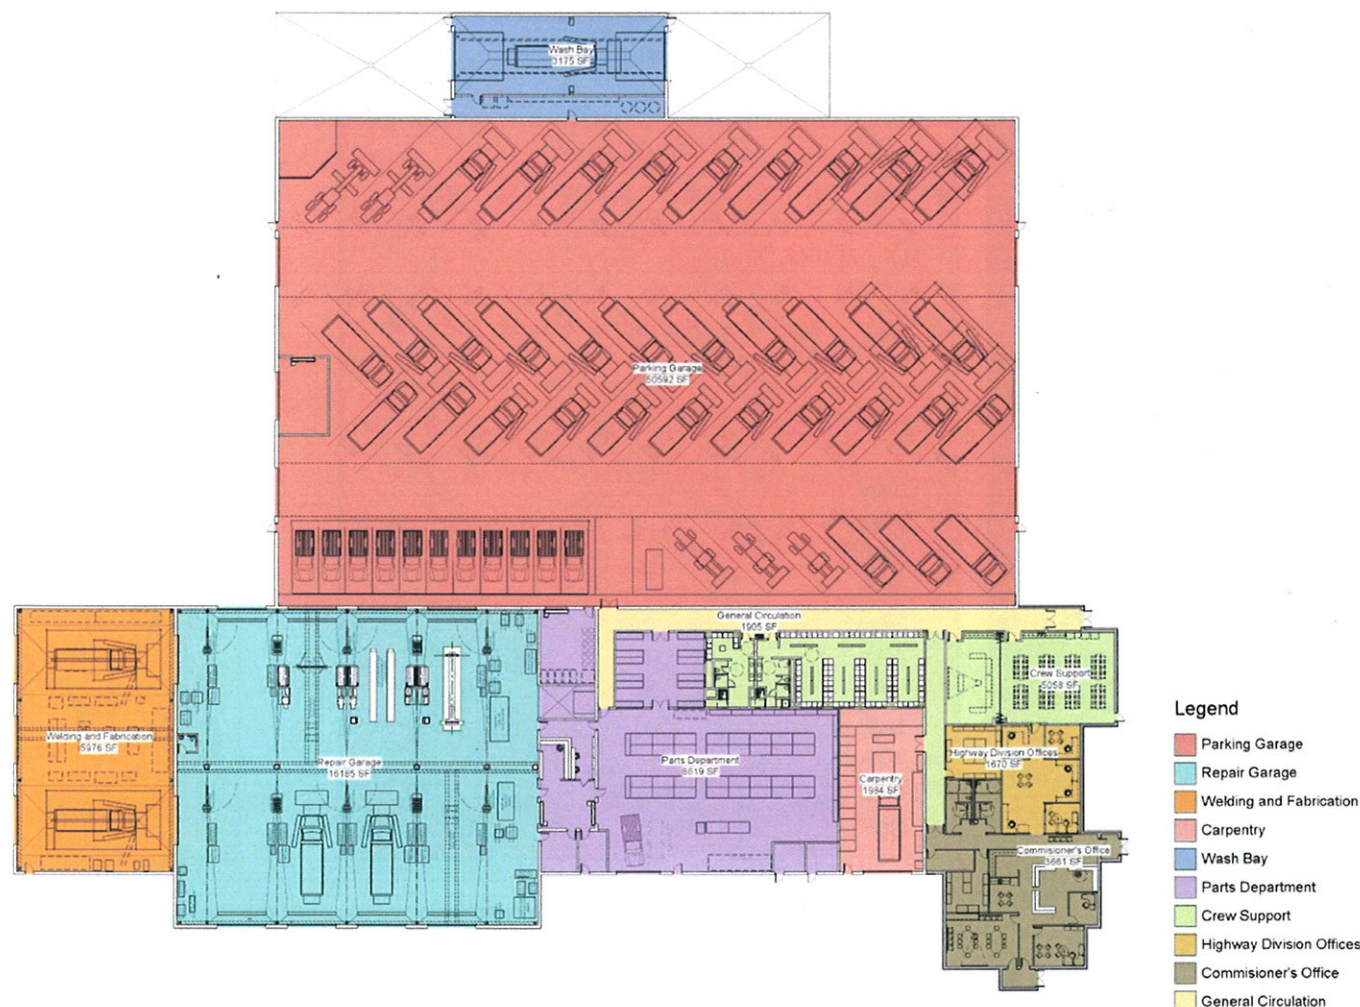 Wash Bay
3175 SF
Parking Garage
50592 SF
General Circulation
1905 SF
Crew Support
5058 SF
Welding and Fabrication
5976 SF
Repair Garage
16185 SF
Parts Department
8819 SF
Carpentry
1984 SF
Highway Division Offices
1670 SF
Commisioner's Office
3661 SF
Legend
Parking Garage
Repair Garage
Welding and Fabrication
Carpentry
Wash Bay
Parts Department
Crew Support
Highway Division Offices
Commisioner's Office
General Circulation